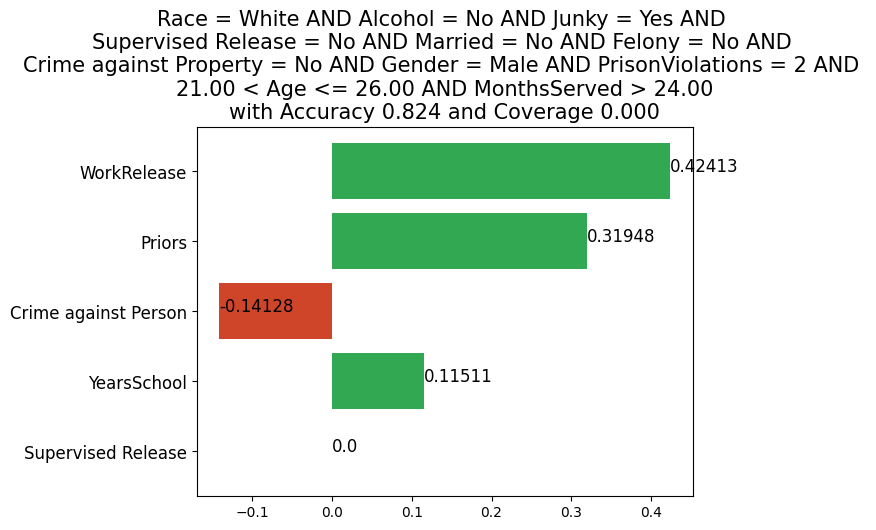 Race = White AND Alcohol = No AND Junky = Yes AND
Supervised Release = No AND Married = No AND Felony = No AND
Crime against Property = No AND Gender = Male AND PrisonViolations = 2 AND
21.00 < Age <= 26.00 AND MonthsServed > 24.00
with Accuracy 0.824 and Coverage 0.000
WorkRelease 0.42413
Priors 0.31948
Crime against Person -0.14128
YearsSchool 0.11511
Supervised Release 0.0
−0.1 0.0 0.1 0.2 0.3 0.4